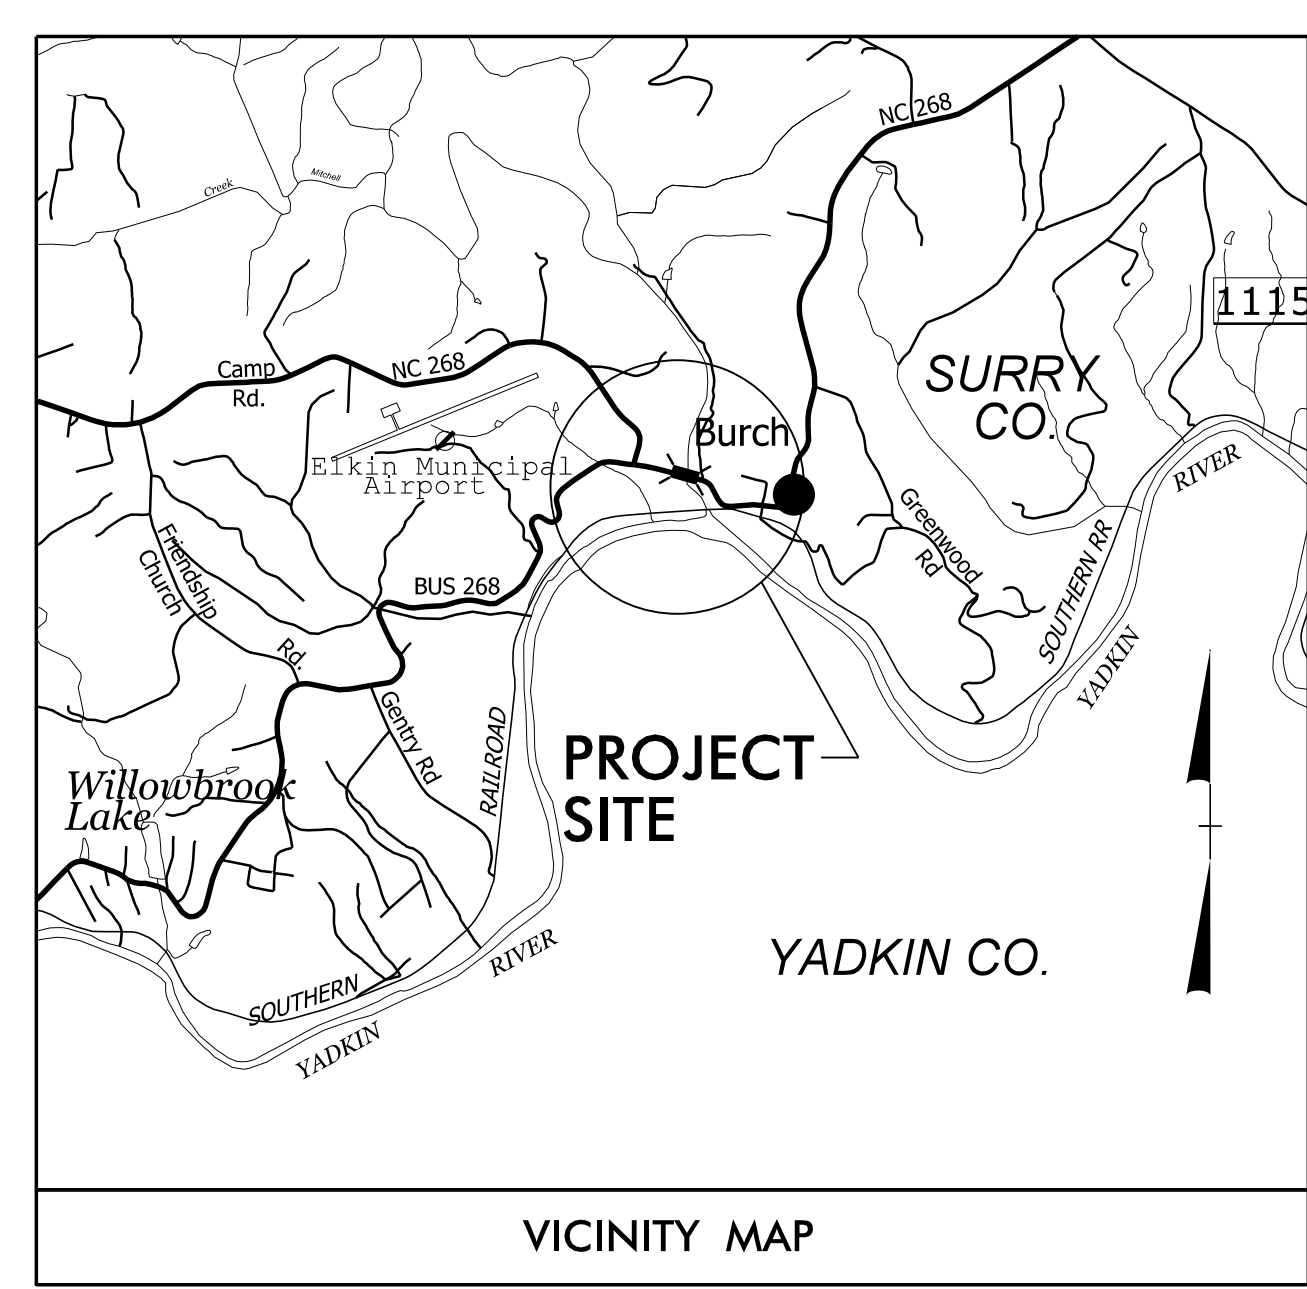 NC 268
Mitchell
Creek
1115
Camp
Rd.
NC 268
SURRY
CO.
Burch
Elkin Municipal
Airport
RIVER
Greenwood
Rd
SOUTHERN RR
Friendship
Church
Rd.
BUS 268
YADKIN
Gentry Rd
RAILROAD
PROJECT
SITE
Willowbrook
Lake
YADKIN CO.
RIVER
SOUTHERN
YADKIN
VICINITY MAP